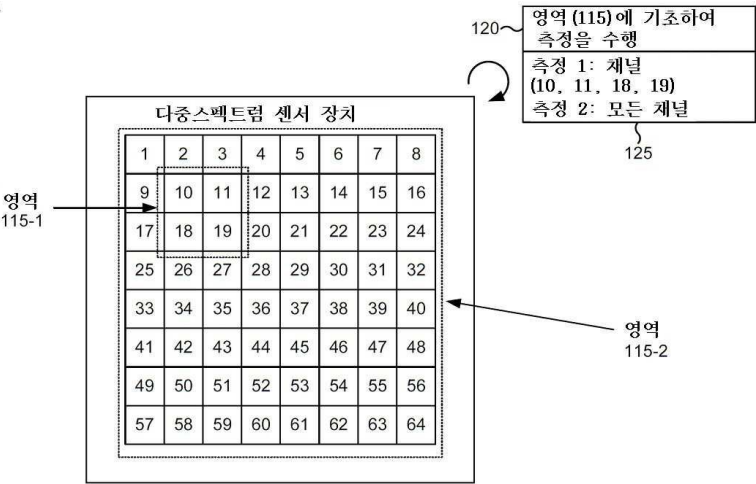 120
영역(115)에 기초하여
측정을 수행
측정 1: 채널
(10, 11, 18, 19)
측정 2: 모든 채널
125
다중스펙트럼 센서 장치
1 2 3 4 5 6 7 8
9 10 11 12 13 14 15 16
17 18 19 20 21 22 23 24
25 26 27 28 29 30 31 32
33 34 35 36 37 38 39 40
41 42 43 44 45 46 47 48
49 50 51 52 53 54 55 56
57 58 59 60 61 62 63 64
영역
115-1
영역
115-2